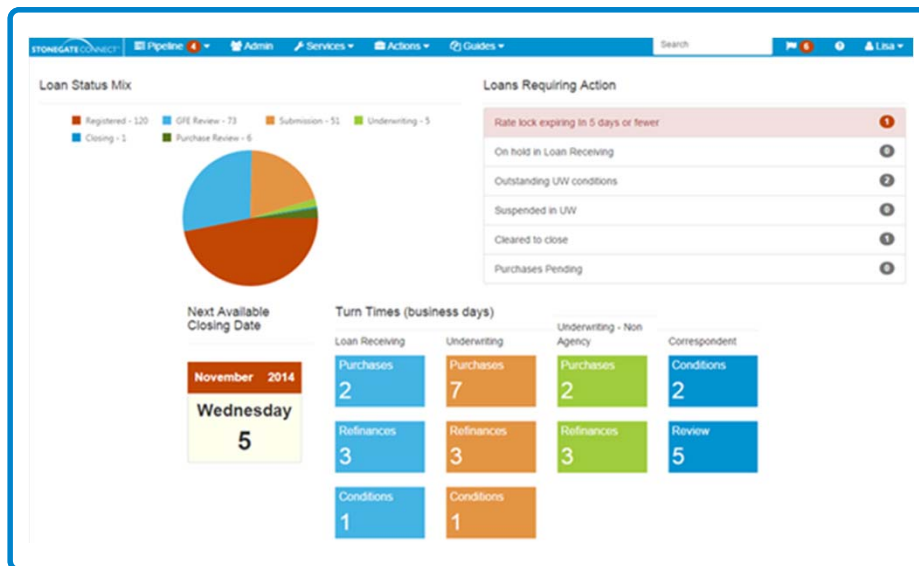 STONEGATE CONNECT Pipeline 4 Admin Services Actions Guides Search 6 ? Lisa
Loan Status Mix
Registered - 120 GFE Review - 73 Submission - 51 Underwriting - 5
Closing - 1 Purchase Review - 6
Loans Requiring Action
Rate lock expiring In 5 days or fewer 1
On hold in Loan Receiving 0
Outstanding UW conditions 2
Suspended in UW 0
Cleared to close 1
Purchases Pending 0
Next Available
Closing Date
November 2014
Wednesday
5
Turn Times (business days)
Loan Receiving Underwriting Underwriting - Non Agency Correspondent
Purchases Purchases Purchases Conditions
2 7 2 2
Refinances Refinances Refinances Review
3 3 3 5
Conditions Conditions
1 1